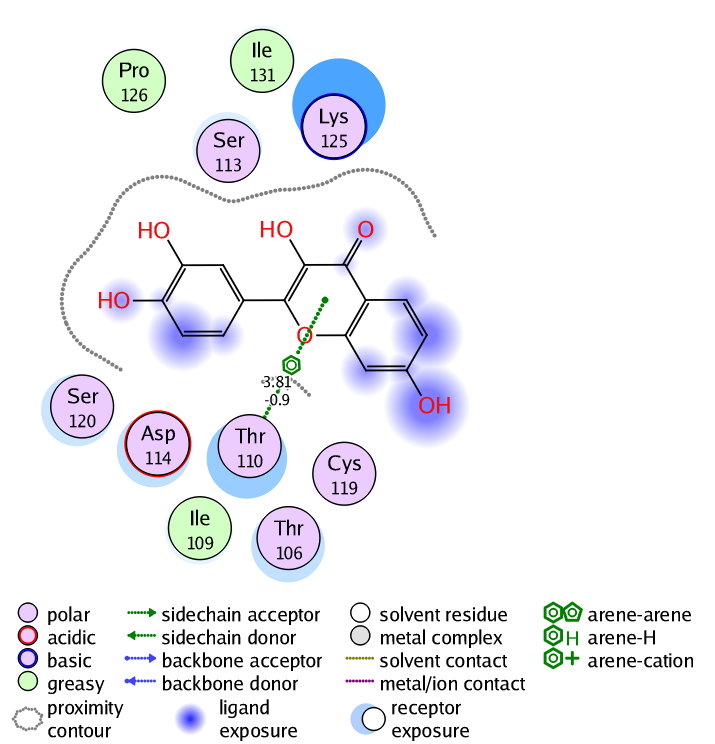 Ile
131
Pro
126
Lys
125
Ser
113
HO
HO
O
HO
O
3.81
-0.9
OH
Ser
120
Asp
114
Thr
110
Cys
119
Ile
109
Thr
106
polar
sidechain acceptor
solvent residue
arene-arene
acidic
sidechain donor
metal complex
H
arene-H
basic
backbone acceptor
solvent contact
+
arene-cation
greasy
backbone donor
metal/ion contact
proximity
contour
ligand
exposure
receptor
exposure